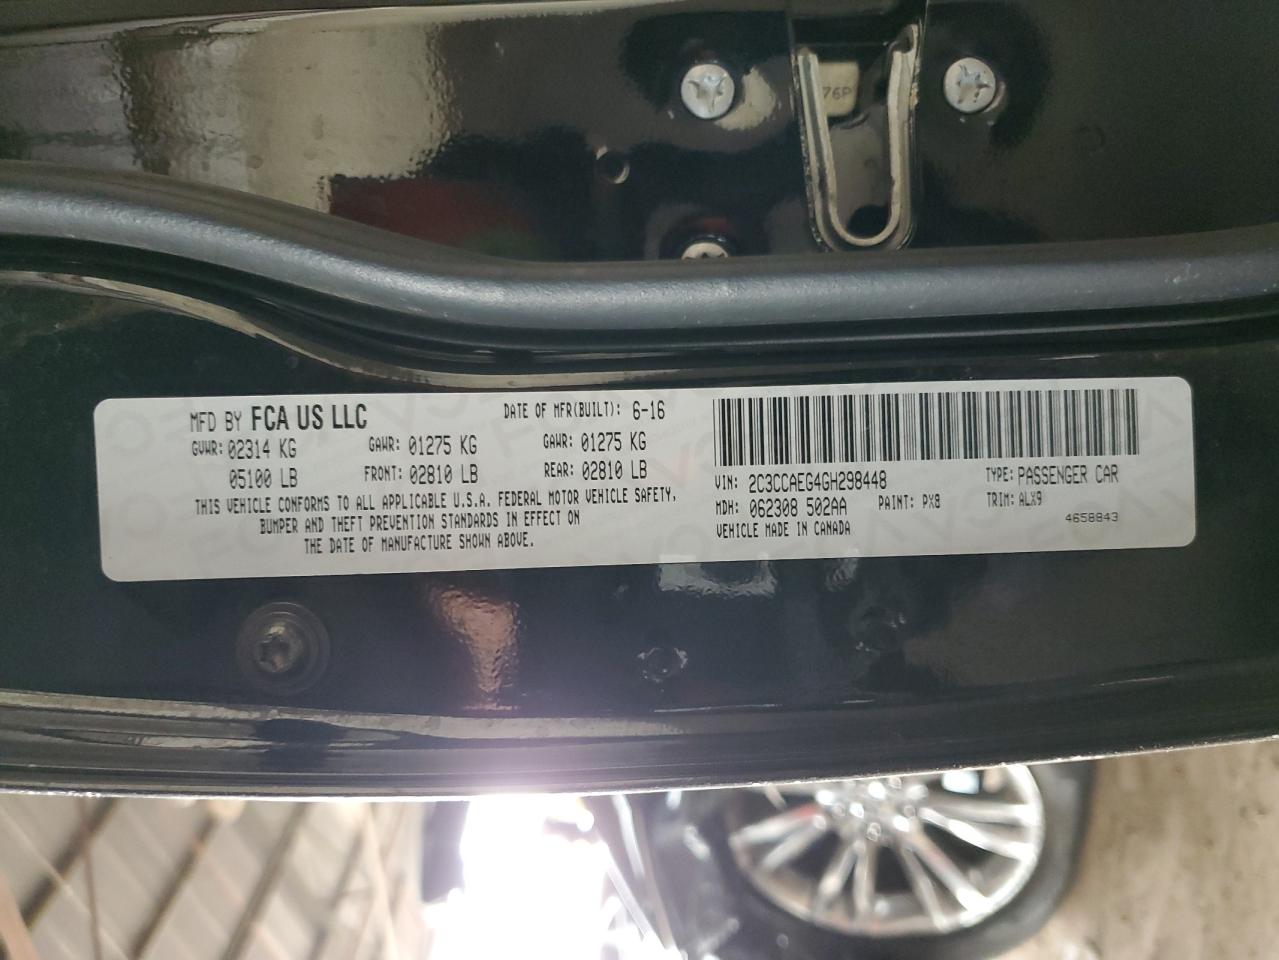 76P
MFD BY FCA US LLC DATE OF MFR(BUILT): 6-16
GVWR: 02314 KG GAWR: 01275 KG GAWR: 01275 KG
05100 LB FRONT: 02810 LB REAR: 02810 LB
THIS VEHICLE CONFORMS TO ALL APPLICABLE U.S.A. FEDERAL MOTOR VEHICLE SAFETY,
BUMPER AND THEFT PREVENTION STANDARDS IN EFFECT ON
THE DATE OF MANUFACTURE SHOWN ABOVE.
VIN: 2C3CCAEG4GH298448 TYPE: PASSENGER CAR
MDH: 062308 502AA PAINT: PX8 TRIM: ALX9
VEHICLE MADE IN CANADA 4658843